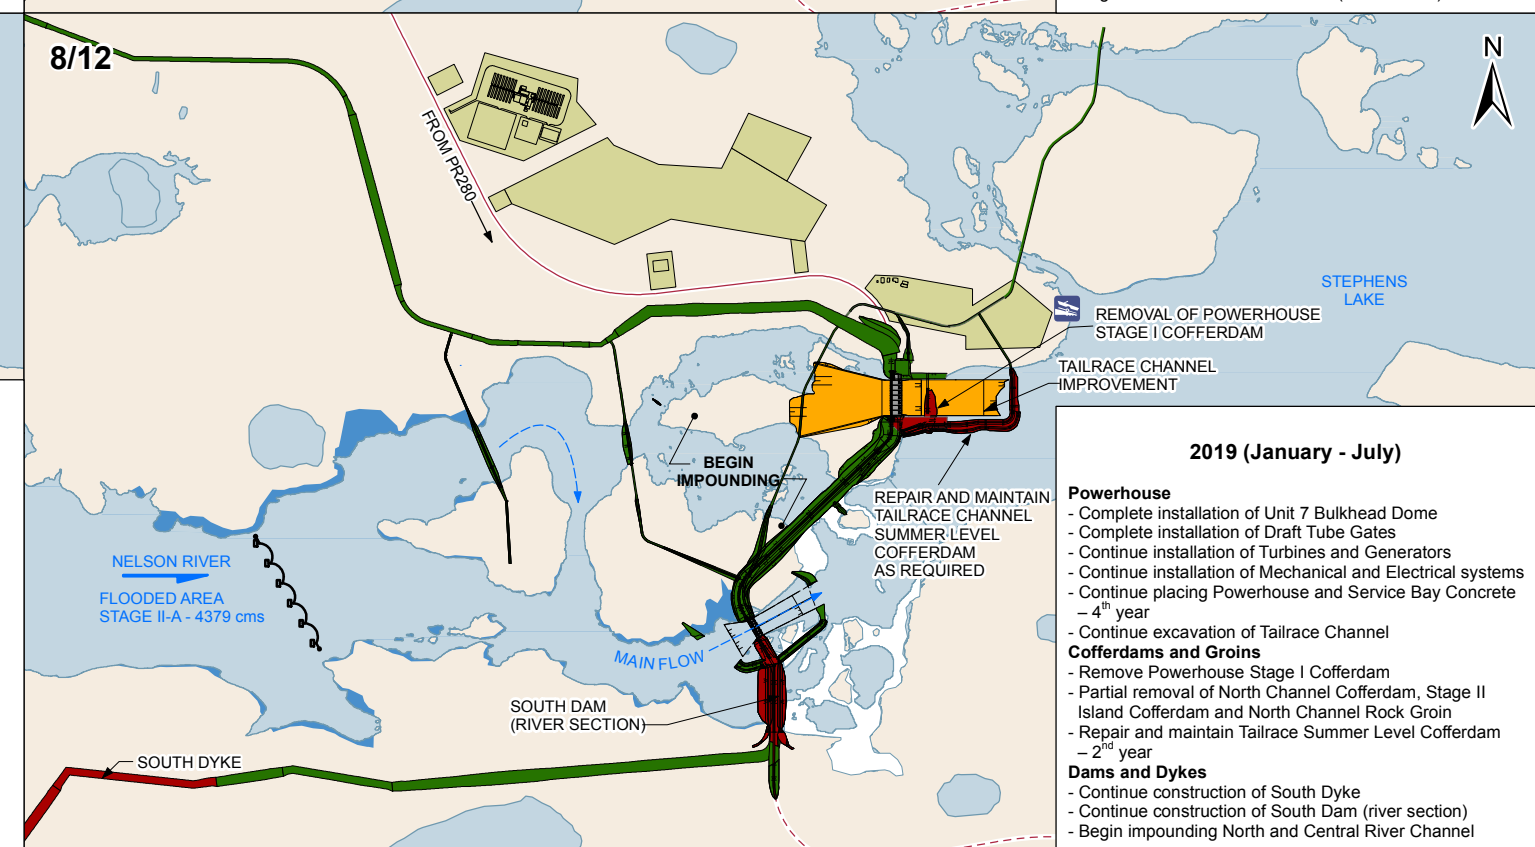 8/12
N
FROM PR280
STEPHENS
LAKE
REMOVAL OF POWERHOUSE
STAGE I COFFERDAM
TAILRACE CHANNEL
IMPROVEMENT
BEGIN
IMPOUNDING
REPAIR AND MAINTAIN
TAILRACE CHANNEL
SUMMER LEVEL
COFFERDAM
AS REQUIRED
NELSON RIVER
FLOODED AREA
STAGE II-A - 4379 cms
MAIN FLOW
SOUTH DAM
(RIVER SECTION)
SOUTH DYKE
2019 (January - July)
Powerhouse
- Complete installation of Unit 7 Bulkhead Dome
- Complete installation of Draft Tube Gates
- Continue installation of Turbines and Generators
- Continue installation of Mechanical and Electrical systems
- Continue placing Powerhouse and Service Bay Concrete
– 4th year
- Continue excavation of Tailrace Channel
Cofferdams and Groins
- Remove Powerhouse Stage I Cofferdam
- Partial removal of North Channel Cofferdam, Stage II
Island Cofferdam and North Channel Rock Groin
- Repair and maintain Tailrace Summer Level Cofferdam
– 2nd year
Dams and Dykes
- Continue construction of South Dyke
- Continue construction of South Dam (river section)
- Begin impounding North and Central River Channel